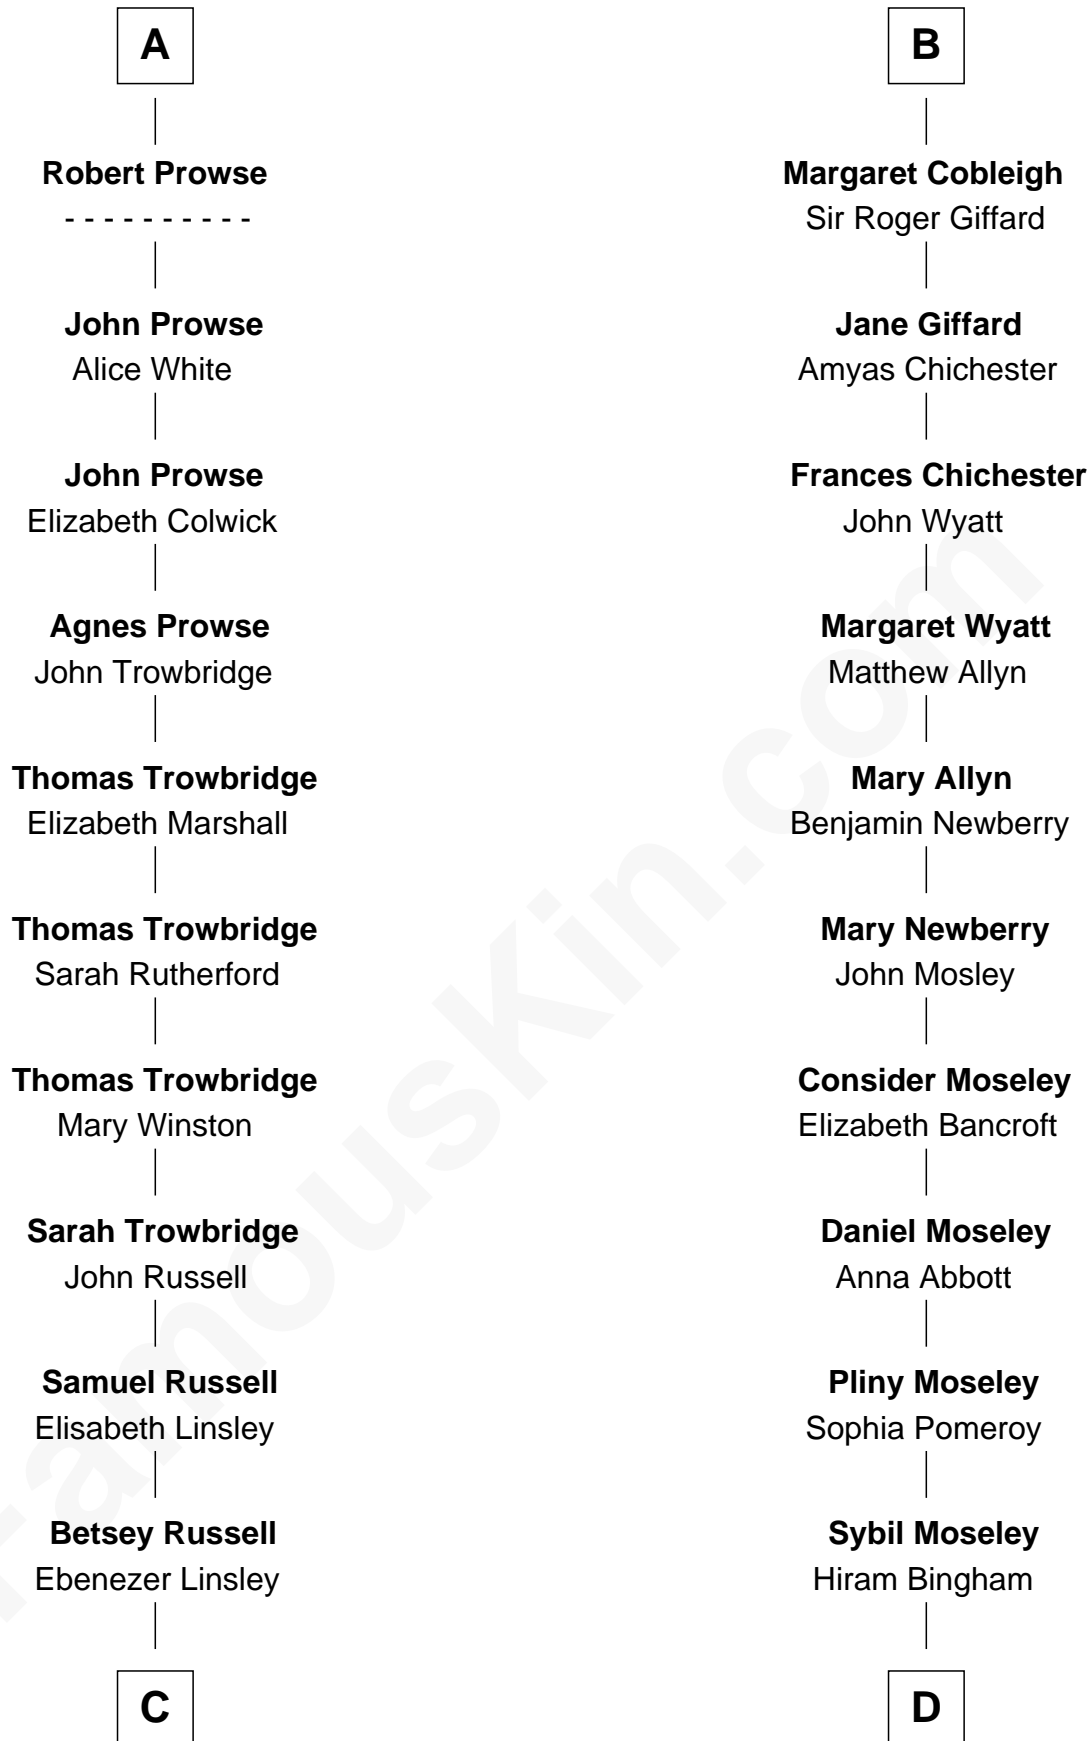 A
Robert Prowse
- - - - - - - - - -
John Prowse
Alice White
John Prowse
Elizabeth Colwick
Agnes Prowse
John Trowbridge
Thomas Trowbridge
Elizabeth Marshall
Thomas Trowbridge
Sarah Rutherford
Thomas Trowbridge
Mary Winston
Sarah Trowbridge
John Russell
Samuel Russell
Elisabeth Linsley
Betsey Russell
Ebenezer Linsley
C
B
Margaret Cobleigh
Sir Roger Giffard
Jane Giffard
Amyas Chichester
Frances Chichester
John Wyatt
Margaret Wyatt
Matthew Allyn
Mary Allyn
Benjamin Newberry
Mary Newberry
John Mosley
Consider Moseley
Elizabeth Bancroft
Daniel Moseley
Anna Abbott
Pliny Moseley
Sophia Pomeroy
Sybil Moseley
Hiram Bingham
D
FamousKin.com